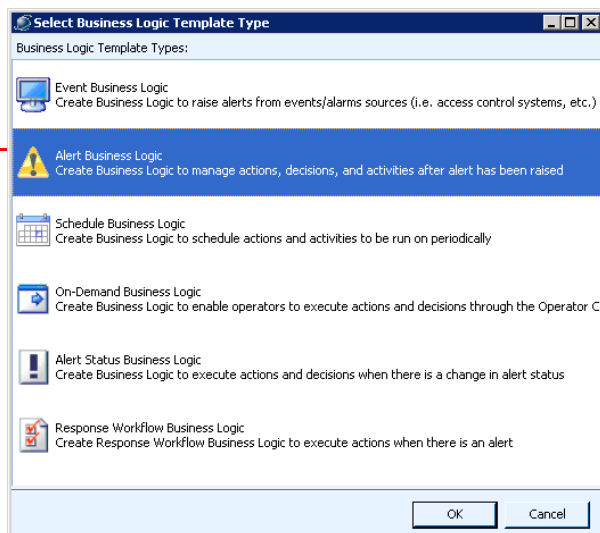 Select Business Logic Template Type
Business Logic Template Types:
Event Business Logic
Create Business Logic to raise alerts from events/alarms sources (i.e. access control systems, etc.)
Alert Business Logic
Create Business Logic to manage actions, decisions, and activities after alert has been raised
Schedule Business Logic
Create Business Logic to schedule actions and activities to be run on periodically
On-Demand Business Logic
Create Business Logic to enable operators to execute actions and decisions through the Operator C
Alert Status Business Logic
Create Business Logic to execute actions and decisions when there is a change in alert status
Response Workflow Business Logic
Create Response Workflow Business Logic to execute actions when there is an alert
OK Cancel